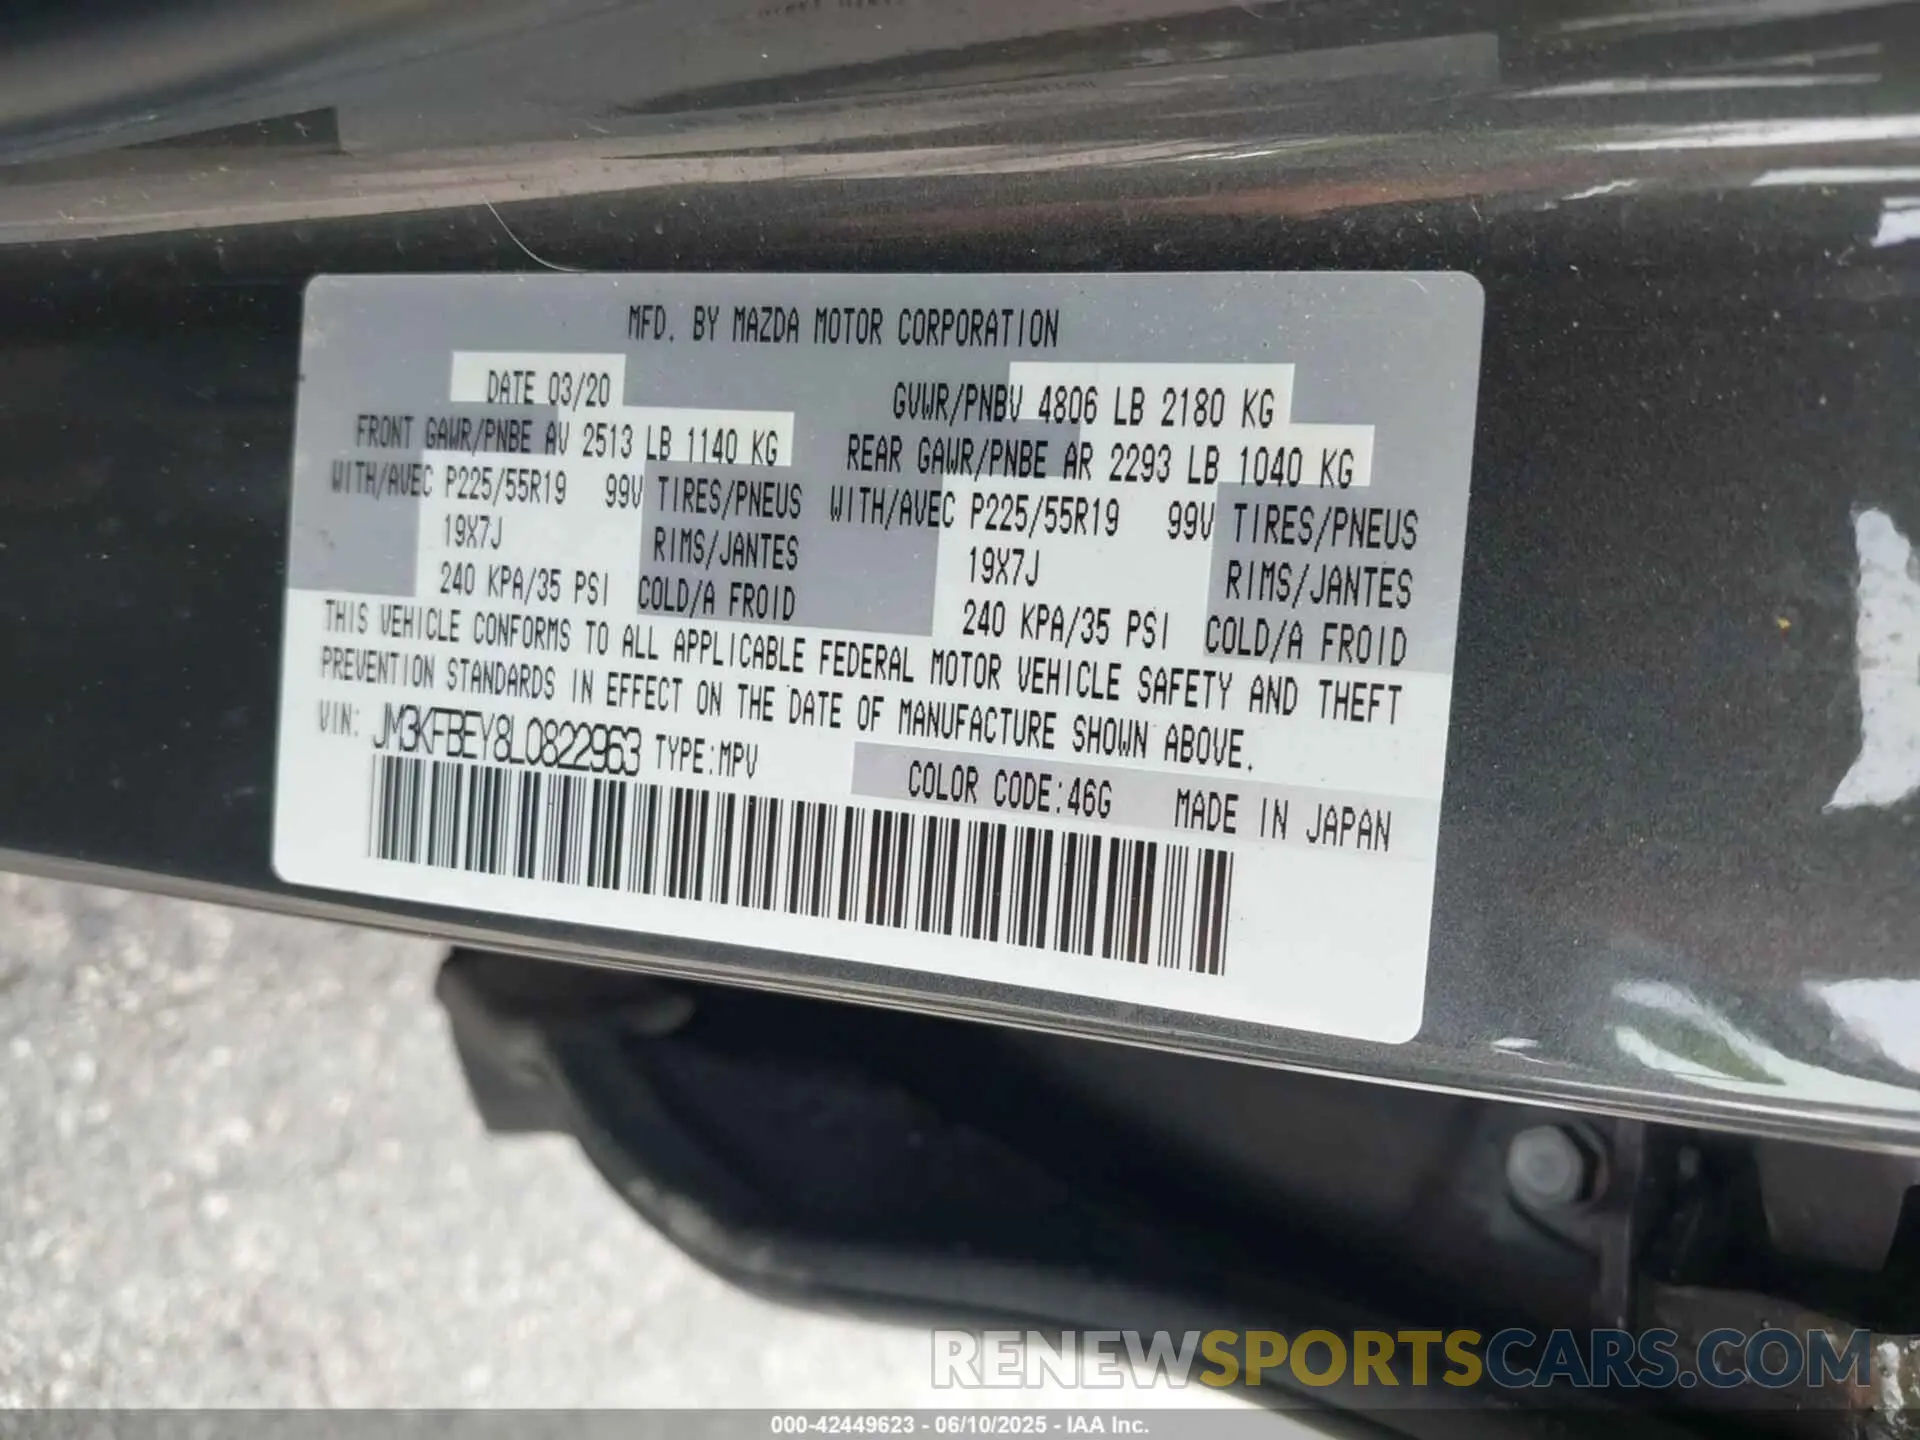 MFD. BY MAZDA MOTOR CORPORATION
DATE 03/20 GVWR/PNBV 4806 LB 2180 KG
FRONT GAWR/PNBE AV 2513 LB 1140 KG REAR GAWR/PNBE AR 2293 LB 1040 KG
WITH/AVEC P225/55R19 99V TIRES/PNEUS WITH/AVEC P225/55R19 99V TIRES/PNEUS
19X7J RIMS/JANTES 19X7J RIMS/JANTES
240 KPA/35 PSI COLD/A FROID 240 KPA/35 PSI COLD/A FROID
THIS VEHICLE CONFORMS TO ALL APPLICABLE FEDERAL MOTOR VEHICLE SAFETY AND THEFT
PREVENTION STANDARDS IN EFFECT ON THE DATE OF MANUFACTURE SHOWN ABOVE.
VIN: JM3KFBEY8L0822963 TYPE:MPV
COLOR CODE:46G MADE IN JAPAN
RENEWSPORTSCARS.COM
000-42449623 - 06/10/2025 - IAA Inc.